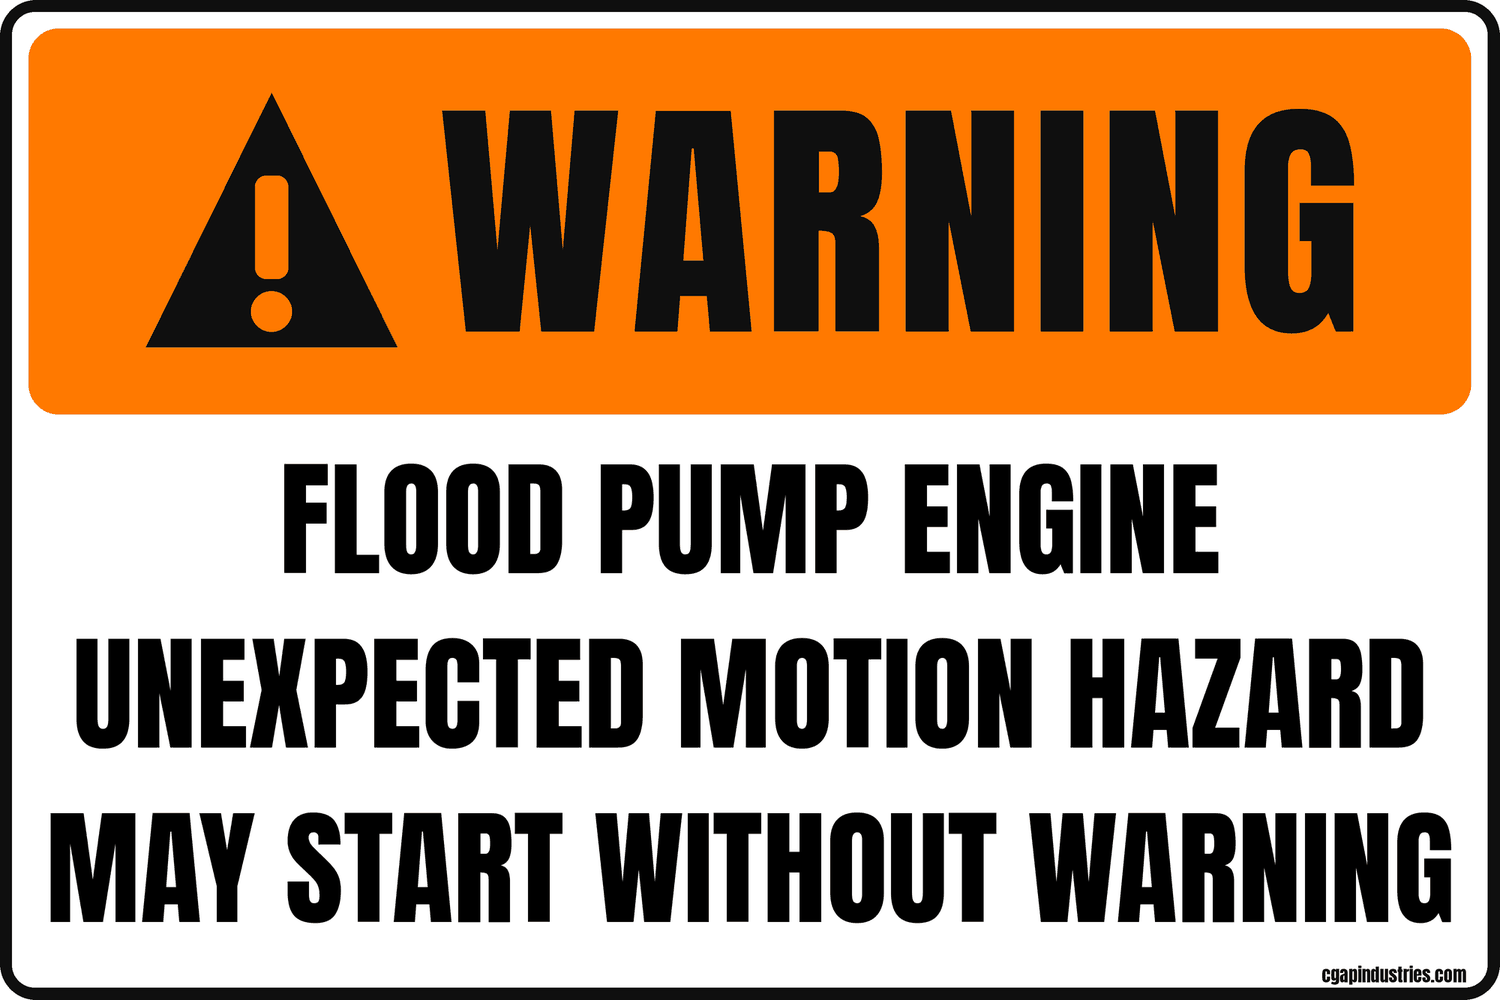 WARNING
FLOOD PUMP ENGINE
UNEXPECTED MOTION HAZARD
MAY START WITHOUT WARNING
cgapindustries.com